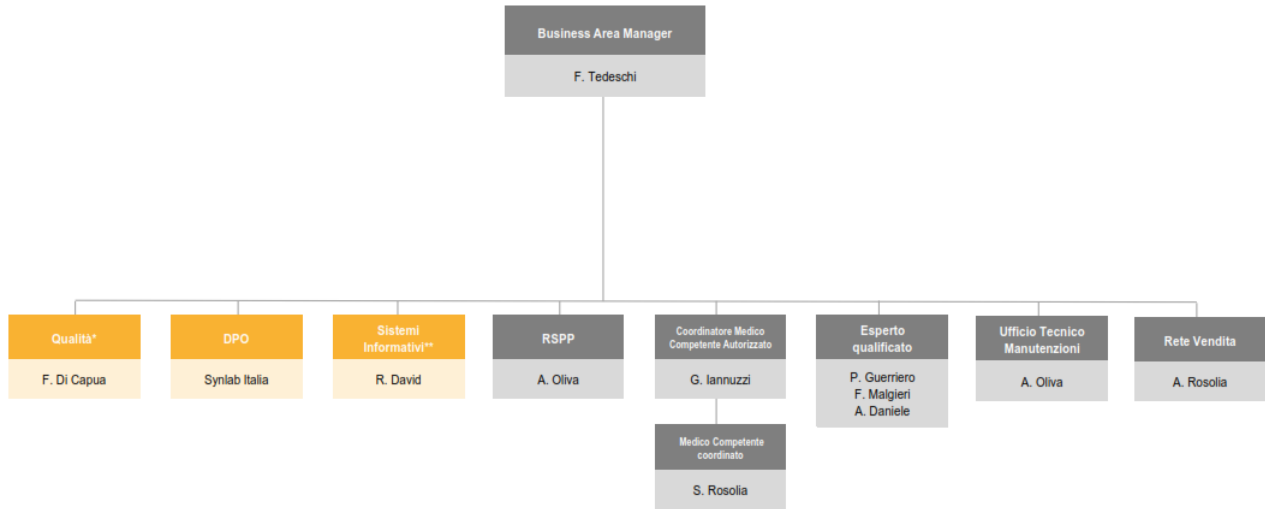 Business Area Manager
F. Tedeschi
Qualità*
F. Di Capua
DPO
Synlab Italia
Sistemi
Informativi**
R. David
RSPP
A. Oliva
Coordinatore Medico
Competente Autorizzato
G. Iannuzzi
Medico Competente
coordinato
S. Rosolia
Esperto
qualificato
P. Guerriero
F. Malgieri
A. Daniele
Ufficio Tecnico
Manutenzioni
A. Oliva
Rete Vendita
A. Rosolia